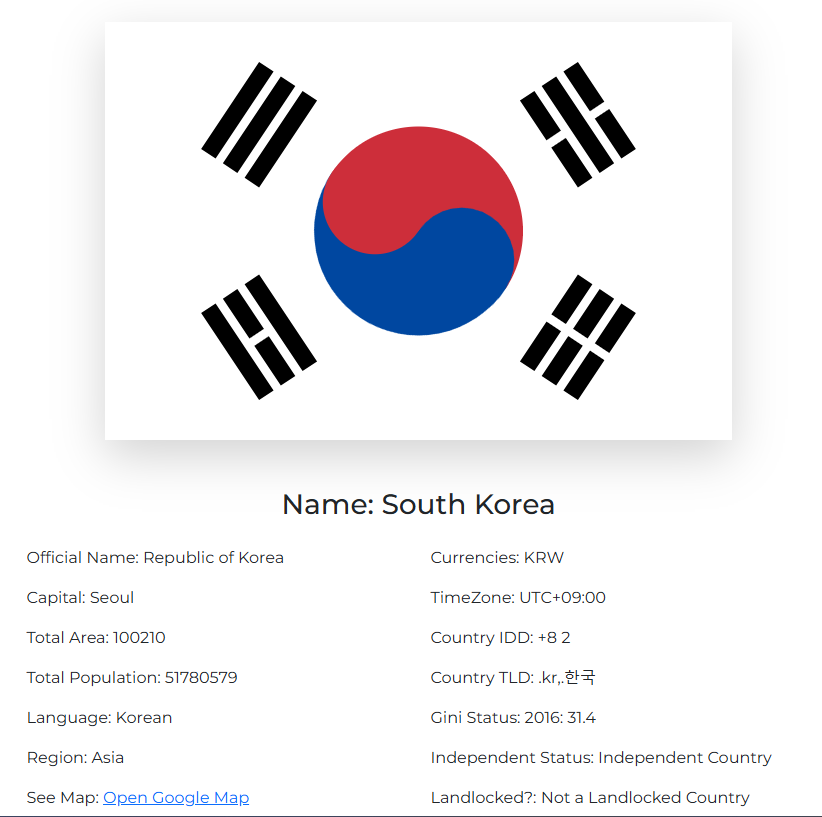 Name: South Korea
Official Name: Republic of Korea
Capital: Seoul
Total Area: 100210
Total Population: 51780579
Language: Korean
Region: Asia
See Map: Open Google Map
Currencies: KRW
TimeZone: UTC+09:00
Country IDD: +8 2
Country TLD: .kr,.한국
Gini Status: 2016: 31.4
Independent Status: Independent Country
Landlocked?: Not a Landlocked Country